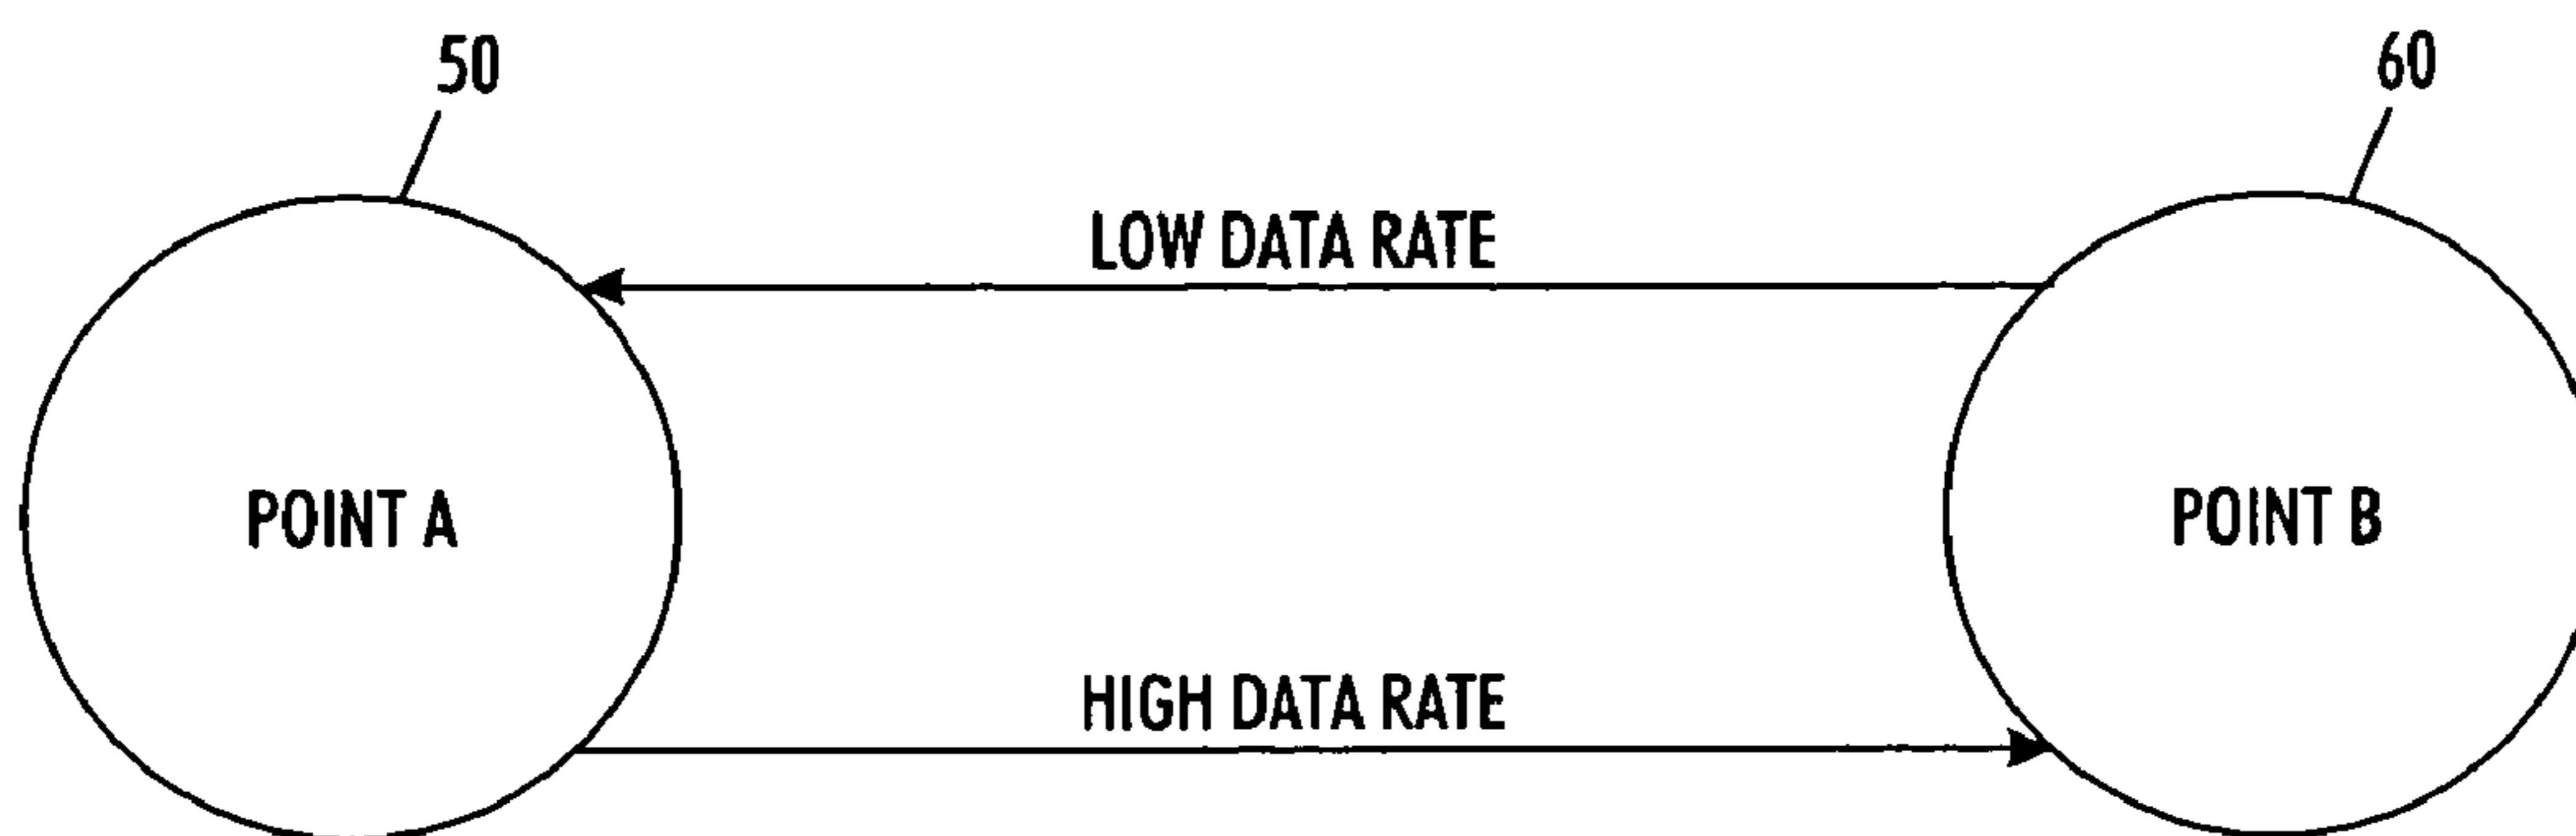 50
60
LOW DATA RATE
POINT A
POINT B
HIGH DATA RATE